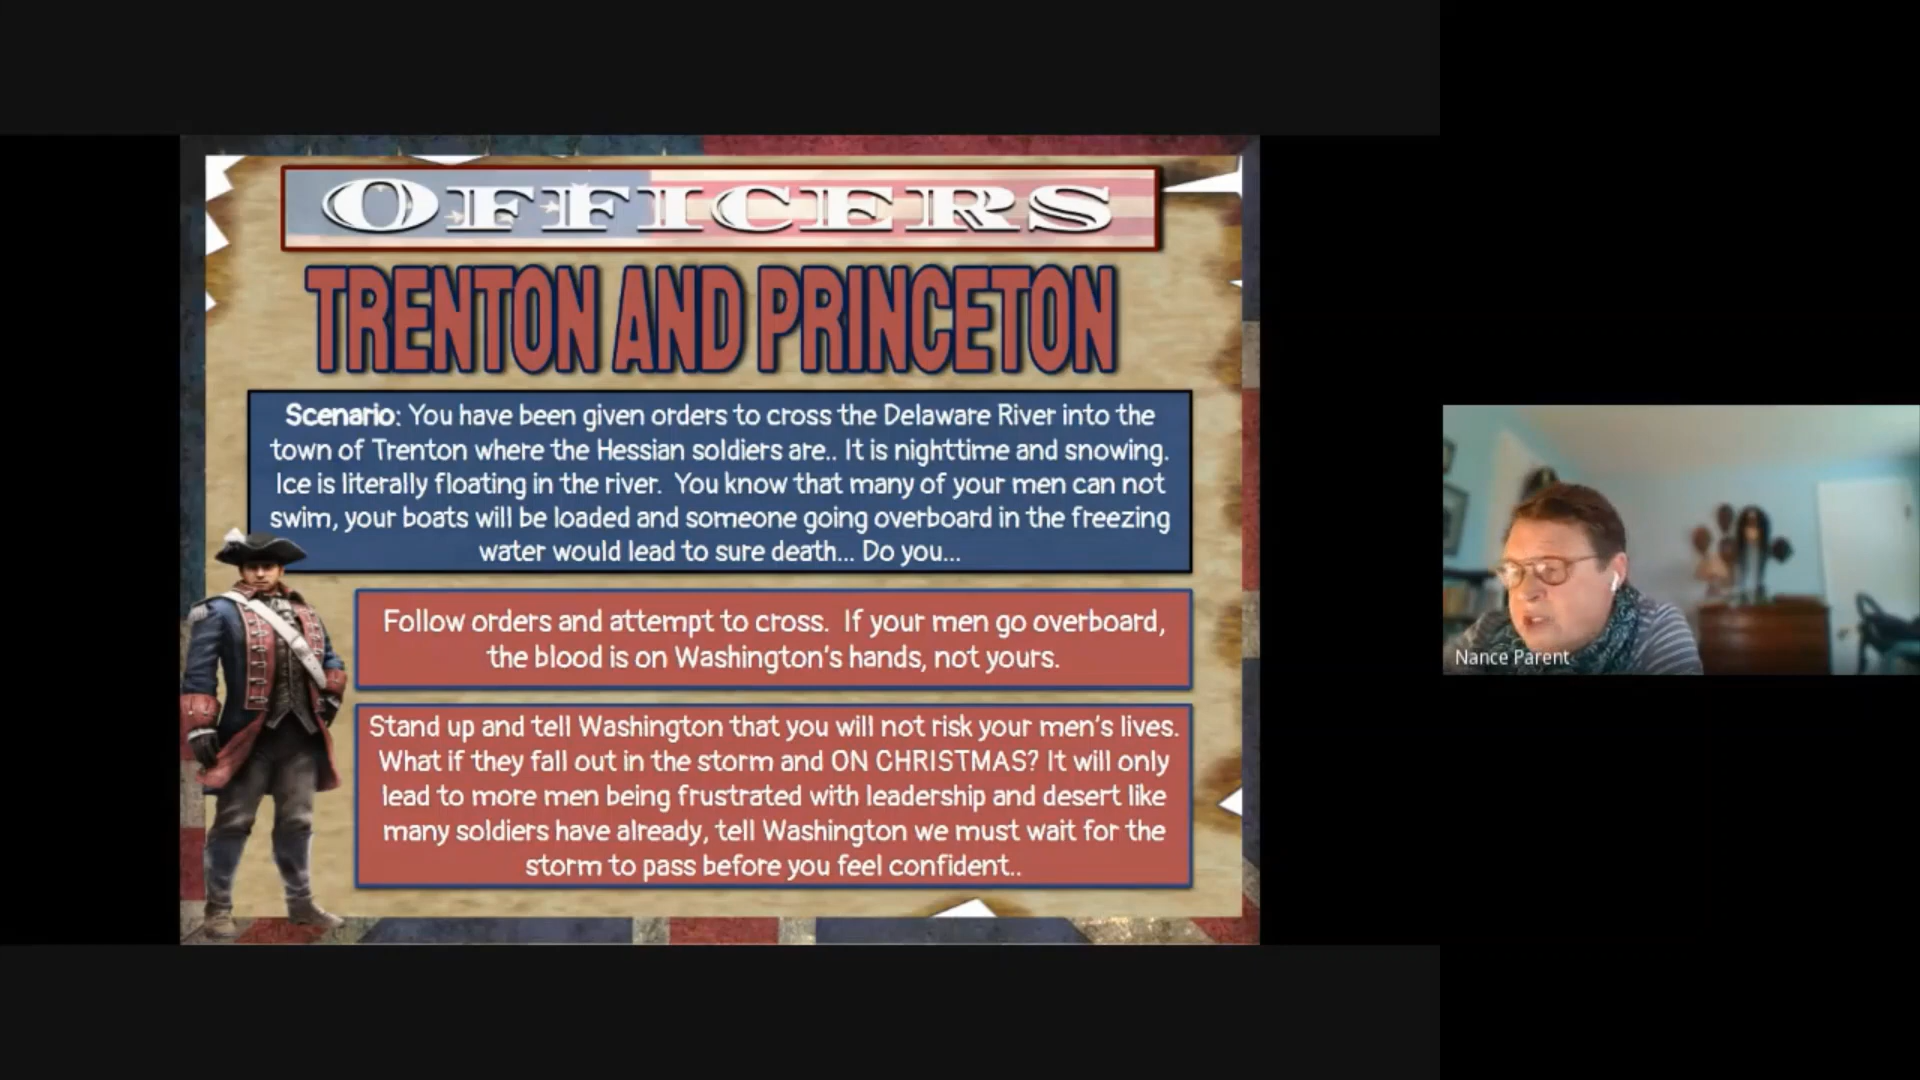 OFFICERS
TRENTON AND PRINCETON
Scenario: You have been given orders to cross the Delaware River into the
town of Trenton where the Hessian soldiers are.. It is nighttime and snowing.
Ice is literally floating in the river. You know that many of your men can not
swim, your boats will be loaded and someone going overboard in the freezing
water would lead to sure death... Do you...
Follow orders and attempt to cross. If your men go overboard,
the blood is on Washington's hands, not yours.
Stand up and tell Washington that you will not risk your men's lives.
What if they fall out in the storm and ON CHRISTMAS? It will only
lead to more men being frustrated with leadership and desert like
many soldiers have already, tell Washington we must wait for the
storm to pass before you feel confident..
Nance Parent